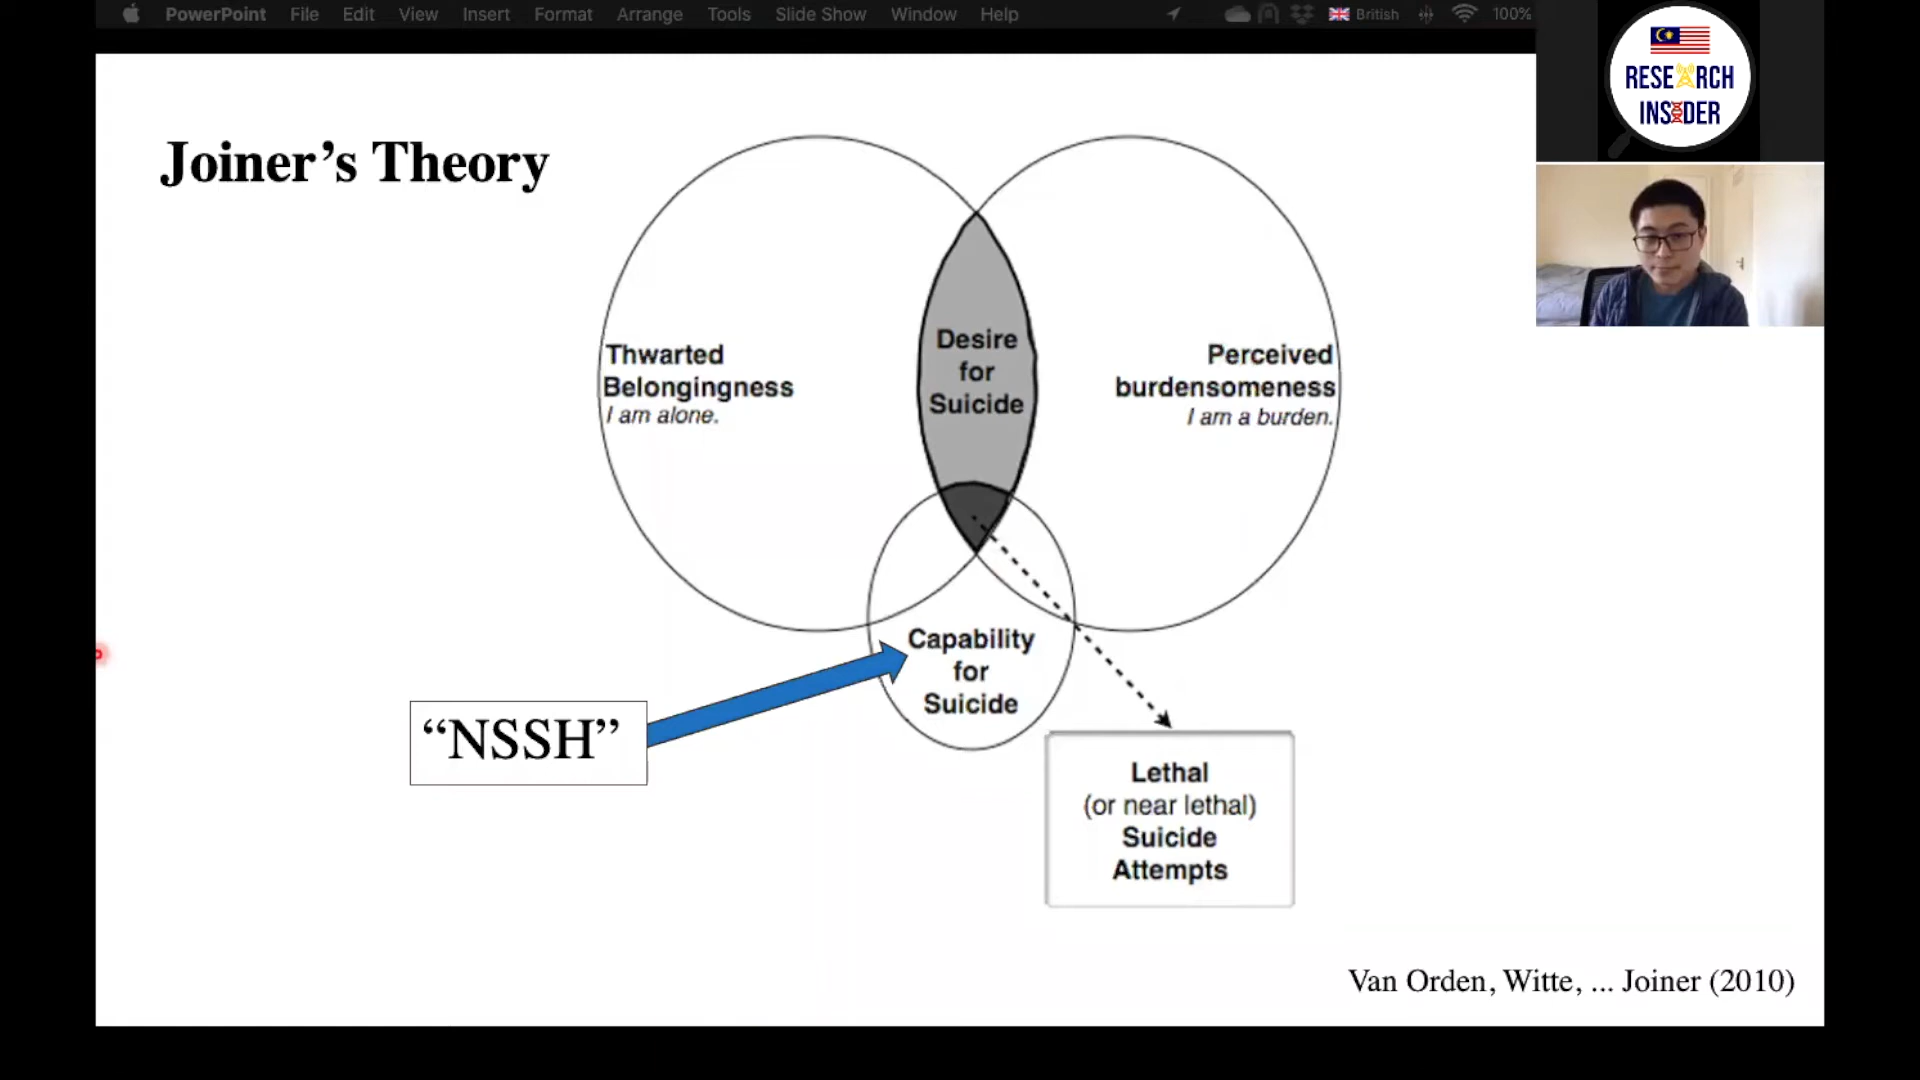 PowerPoint File Edit View Insert Format Arrange Tools Slide Show Window Help British 100%
RESEARCH
INSIDER
Joiner’s Theory
Thwarted
Belongingness
I am alone.
Desire
for
Suicide
Perceived
burdensomeness
I am a burden.
Capability
for
Suicide
“NSSH”
Lethal
(or near lethal)
Suicide
Attempts
Van Orden, Witte, ... Joiner (2010)